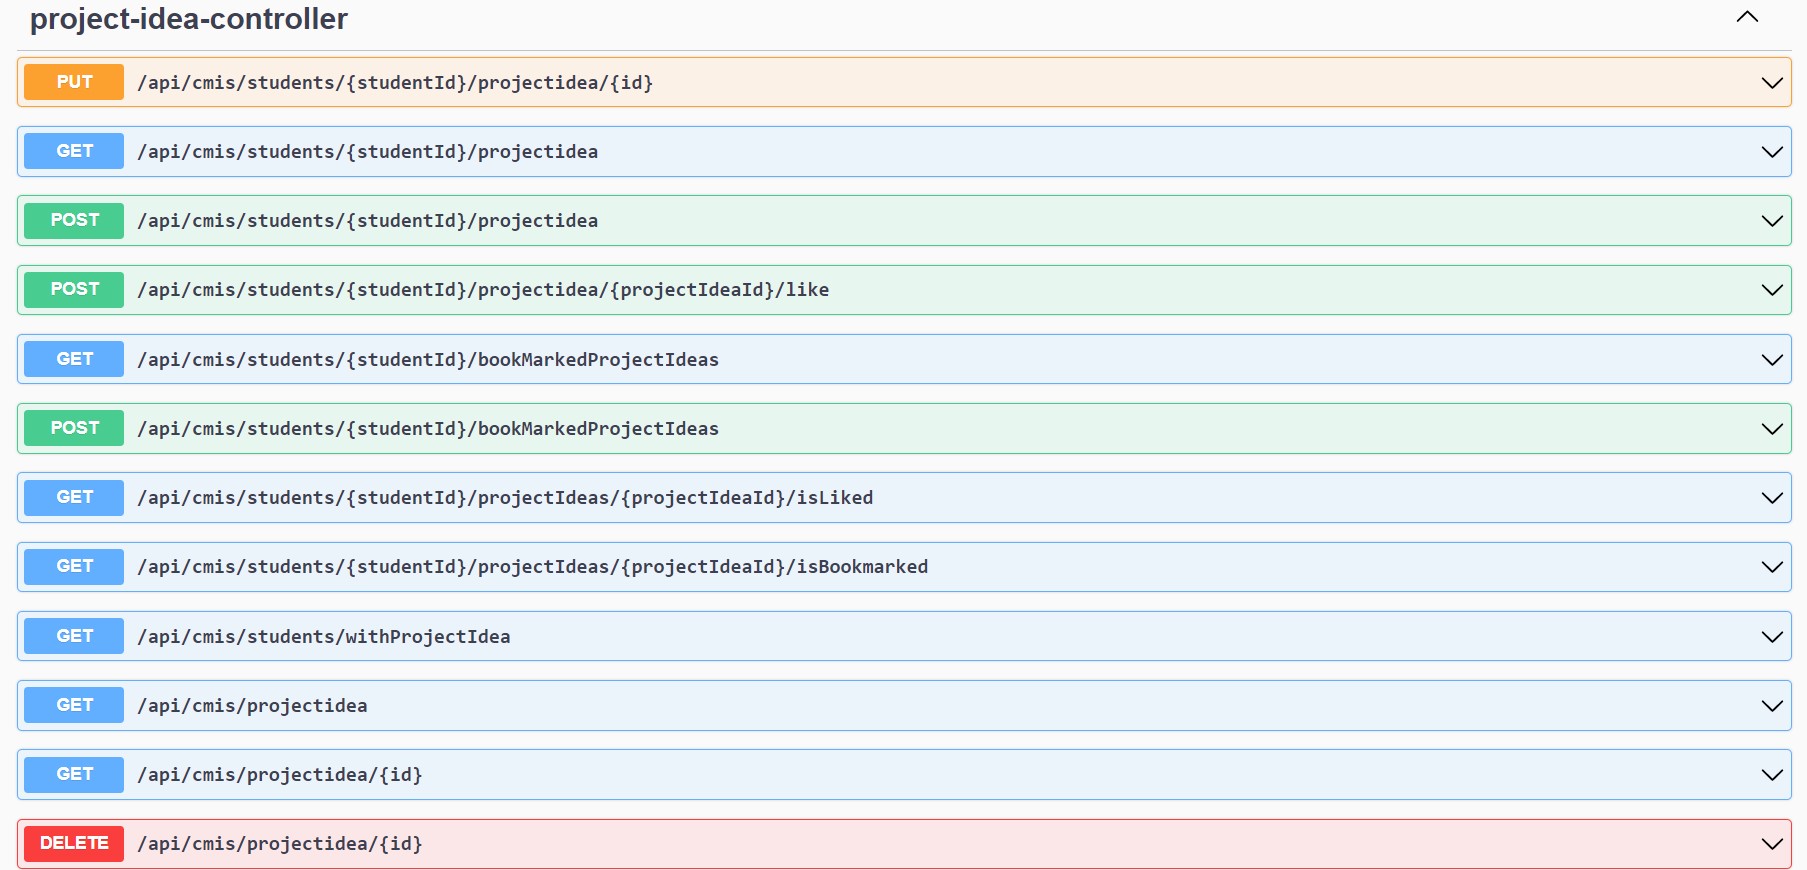 project-idea-controller
PUT /api/cmis/students/{studentId}/projectidea/{id}
GET /api/cmis/students/{studentId}/projectidea
POST /api/cmis/students/{studentId}/projectidea
POST /api/cmis/students/{studentId}/projectidea/{projectIdeaId}/like
GET /api/cmis/students/{studentId}/bookMarkedProjectIdeas
POST /api/cmis/students/{studentId}/bookMarkedProjectIdeas
GET /api/cmis/students/{studentId}/projectIdeas/{projectIdeaId}/isLiked
GET /api/cmis/students/{studentId}/projectIdeas/{projectIdeaId}/isBookmarked
GET /api/cmis/students/withProjectIdea
GET /api/cmis/projectidea
GET /api/cmis/projectidea/{id}
DELETE /api/cmis/projectidea/{id}